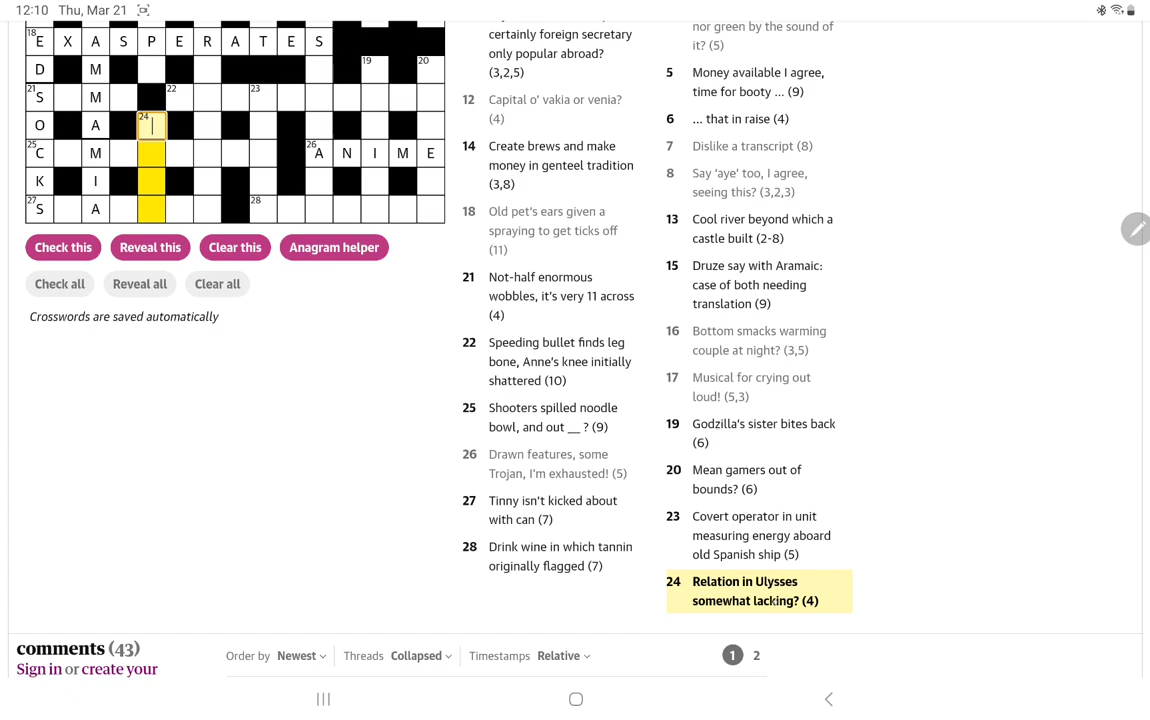 12:10 Thu, Mar 21
18 E X A S P E R A T E S
D M 19 20
21 S M 22 23
O A 24
25 C M 26 A N I M E
K I
27 S A 28
Check this Reveal this Clear this Anagram helper
Check all Reveal all Clear all
Crosswords are saved automatically
certainly foreign secretary
only popular abroad?
(3,2,5)
12 Capital o' vakia or venia?
(4)
14 Create brews and make
money in genteel tradition
(3,8)
18 Old pet's ears given a
spraying to get ticks off
(11)
21 Not-half enormous
wobbles, it's very 11 across
(4)
22 Speeding bullet finds leg
bone, Anne's knee initially
shattered (10)
25 Shooters spilled noodle
bowl, and out __ ? (9)
26 Drawn features, some
Trojan, I'm exhausted! (5)
27 Tinny isn't kicked about
with can (7)
28 Drink wine in which tannin
originally flagged (7)
nor green by the sound of
it? (5)
5 Money available I agree,
time for booty ... (9)
6 ... that in raise (4)
7 Dislike a transcript (8)
8 Say 'aye' too, I agree,
seeing this? (3,2,3)
13 Cool river beyond which a
castle built (2-8)
15 Druze say with Aramaic:
case of both needing
translation (9)
16 Bottom smacks warming
couple at night? (3,5)
17 Musical for crying out
loud! (5,3)
19 Godzilla's sister bites back
(6)
20 Mean gamers out of
bounds? (6)
23 Covert operator in unit
measuring energy aboard
old Spanish ship (5)
24 Relation in Ulysses
somewhat lacking? (4)
comments (43)
Sign in or create your
Order by Newest Threads Collapsed Timestamps Relative 1 2